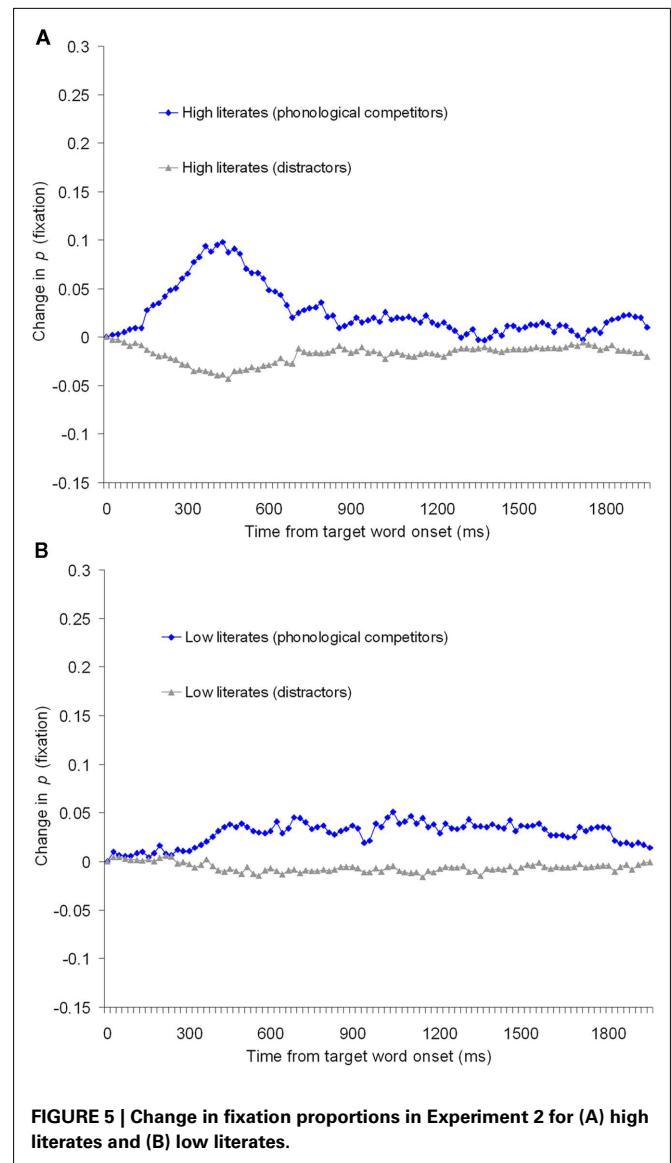 A
0.3
0.25
High literates (phonological competitors)
0.2
High literates (distractors)
0.15
0.1
0.05
0
-0.05
-0.1
-0.15
Change in p (fixation)
0 300 600 900 1200 1500 1800
Time from target word onset (ms)
B
0.3
0.25
Low literates (phonological competitors)
0.2
Low literates (distractors)
0.15
0.1
0.05
0
-0.05
-0.1
-0.15
Change in p (fixation)
0 300 600 900 1200 1500 1800
Time from target word onset (ms)
FIGURE 5 | Change in fixation proportions in Experiment 2 for (A) high
literates and (B) low literates.